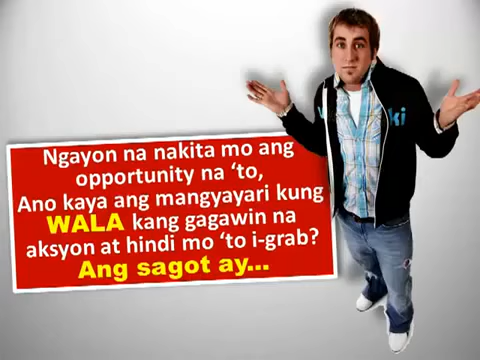 Ngayon na nakita mo ang
opportunity na ‘to,
Ano kaya ang mangyayari kung
WALA kang gagawin na
aksyon at hindi mo ‘to i-grab?
Ang sagot ay...